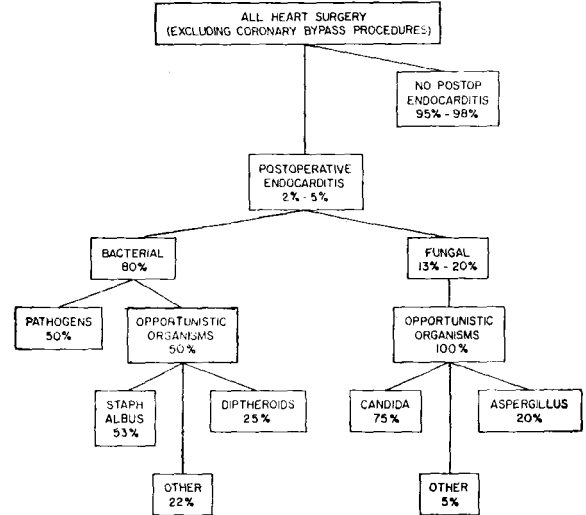 ALL HEART SURGERY
(EXCLUDING CORONARY BYPASS PROCEDURES)
NO POSTOP
ENDOCARDITIS
95% - 98%
POSTOPERATIVE
ENDOCARDITIS
2% - 5%
BACTERIAL
80%
FUNGAL
13% - 20%
PATHOGENS
50%
OPPORTUNISTIC
ORGANISMS
50%
OPPORTUNISTIC
ORGANISMS
100%
STAPH
ALBUS
53%
DIPTHEROIDS
25%
CANDIDA
75%
ASPERGILLUS
20%
OTHER
22%
OTHER
5%